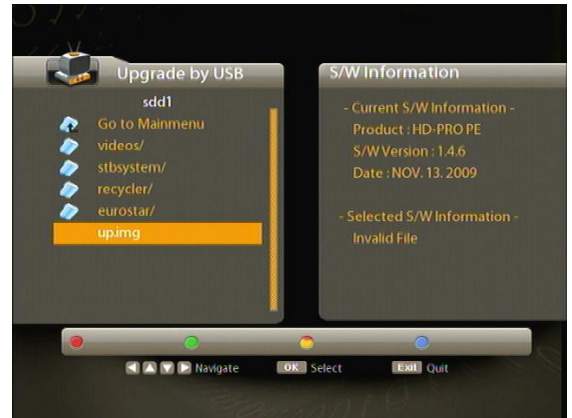 Upgrade by USB
sdd1
Go to Mainmenu
videos/
stbsystem/
recycler/
eurostar/
up.img
S/W Information
- Current S/W Information -
Product : HD-PRO PE
S/W Version : 1.4.6
Date : NOV. 13. 2009
- Selected S/W Information -
Invalid File
Navigate
OK Select
Exit Quit